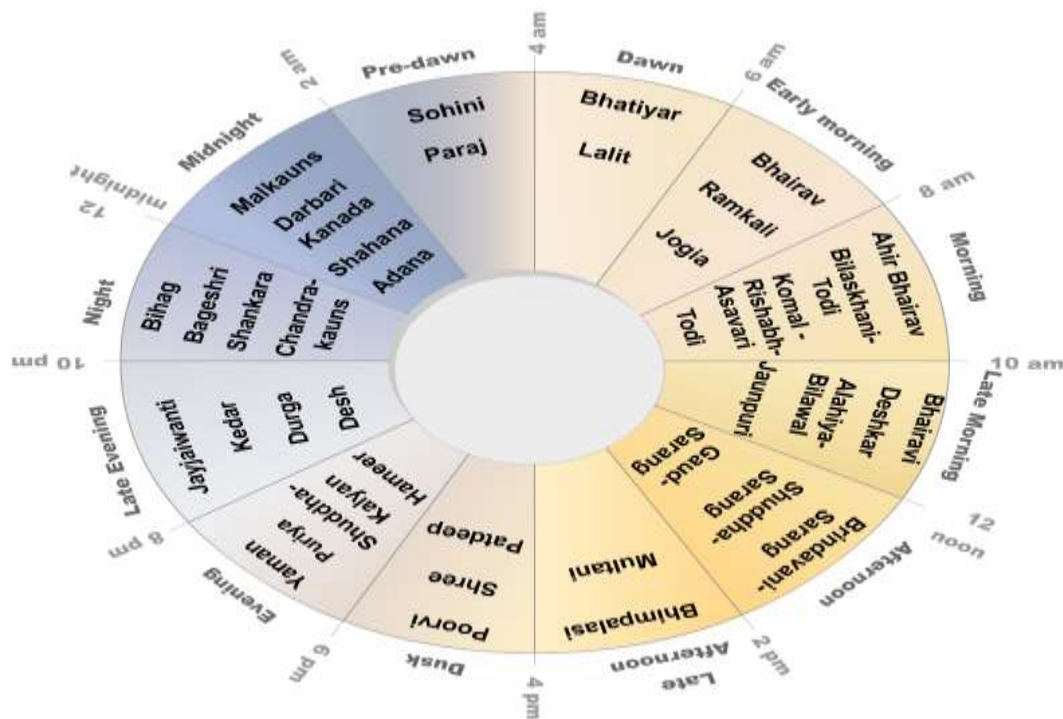 4 am
Dawn
Bhatiyar
Lalit
6 am
Early morning
Bhairav
Ramkali
Jogia
8 am
Morning
Ahir Bhairav
Bilaskhani-
Todi
Komal -
Rishabh-
Asavari
Todi
10 am
Late Morning
Bhairavi
Deshkar
Alahiya-
Bilawal
Jaunpuri
12
noon
Afternoon
Brindavani-
Sarang
Shuddha-
Sarang
Gaud-
Sarang
2 pm
Late
Afternoon
Bhimpalasi
Multani
4 pm
Dusk
Poorvi
Shree
Patdeep
6 pm
Evening
Yaman
Puriya
Shuddha-
Kalyan
Hameer
8 pm
Late Evening
Jayjaiwanti
Kedar
Durga
Desh
10 pm
Night
Bihag
Bageshri
Shankara
Chandra-
kauns
12
midnight
Midnight
Malkauns
Darbari
Kanada
Shahana
Adana
2 am
Pre-dawn
Sohini
Paraj